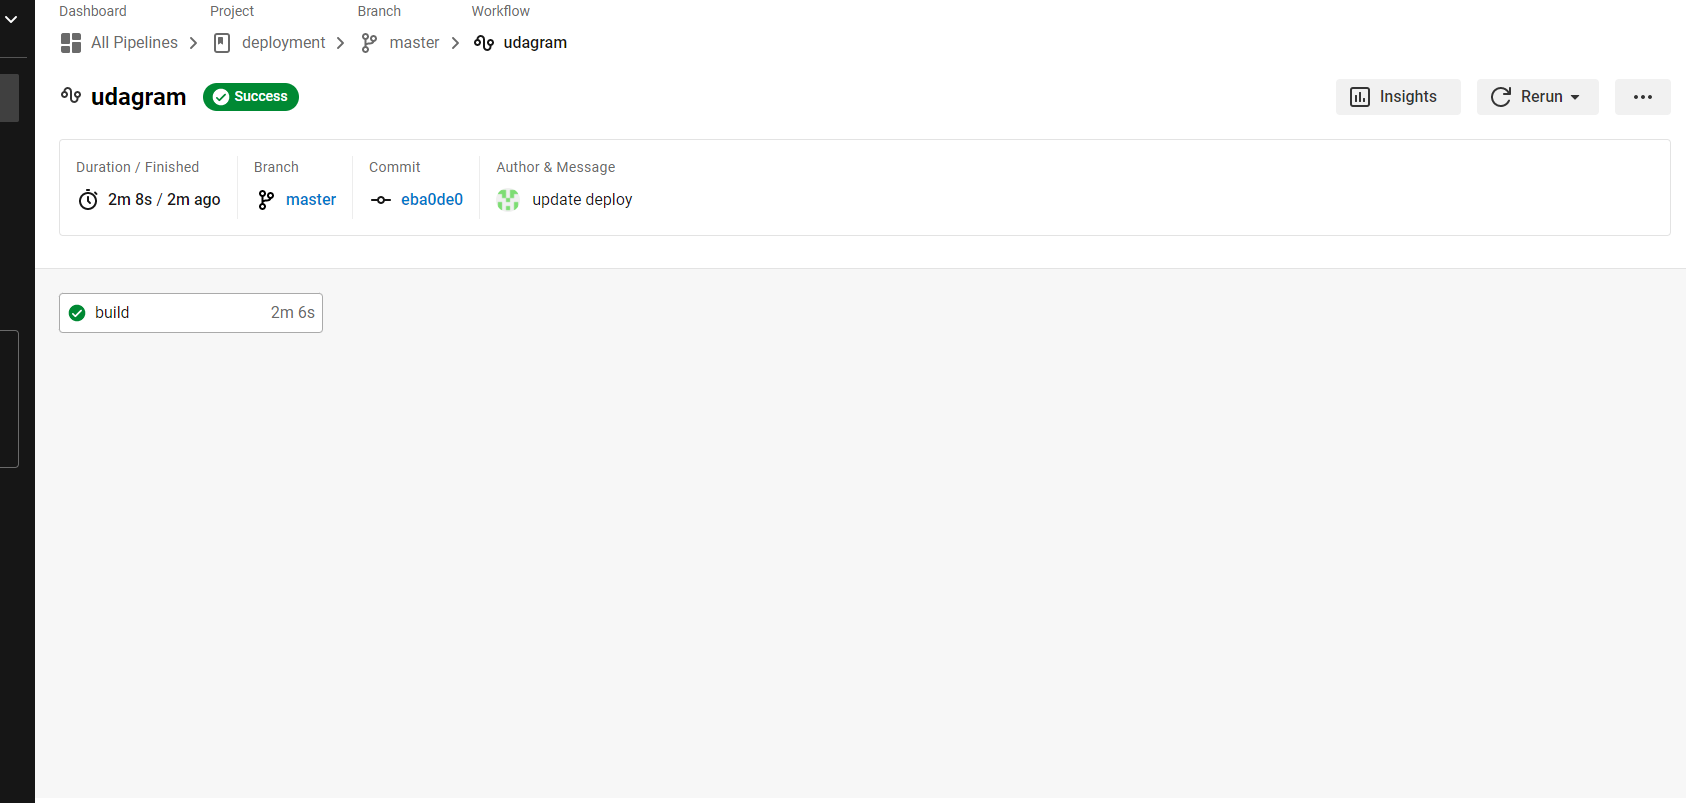 Dashboard Project Branch Workflow
All Pipelines deployment master udagram
udagram Success Insights Rerun
Duration / Finished Branch Commit Author & Message
2m 8s / 2m ago master eba0de0 update deploy
build 2m 6s